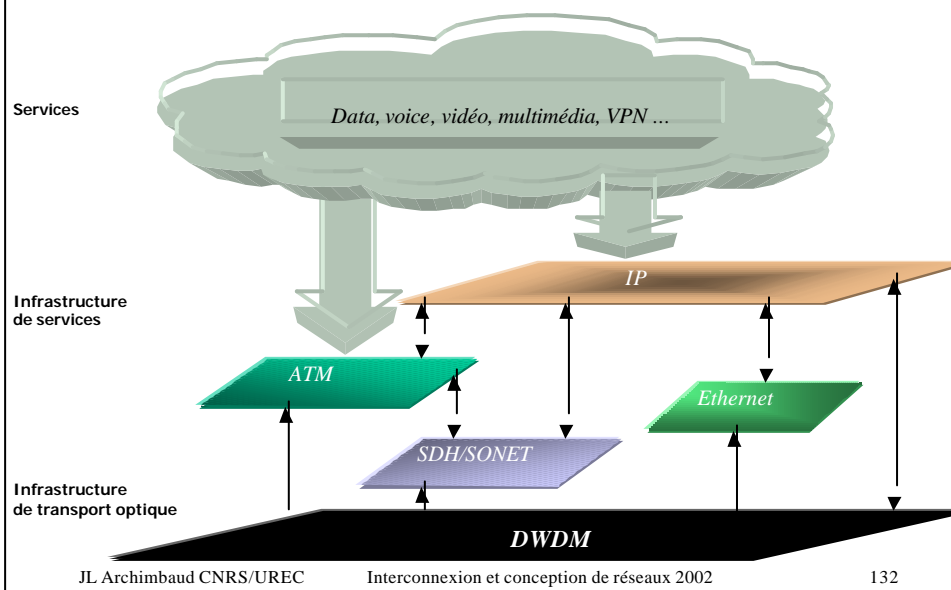 Services
Data, voice, vidéo, multimédia, VPN ...
IP
Infrastructure
de services
ATM
Ethernet
SDH/SONET
Infrastructure
de transport optique
DWDM
JL Archimbaud CNRS/UREC Interconnexion et conception de réseaux 2002 132